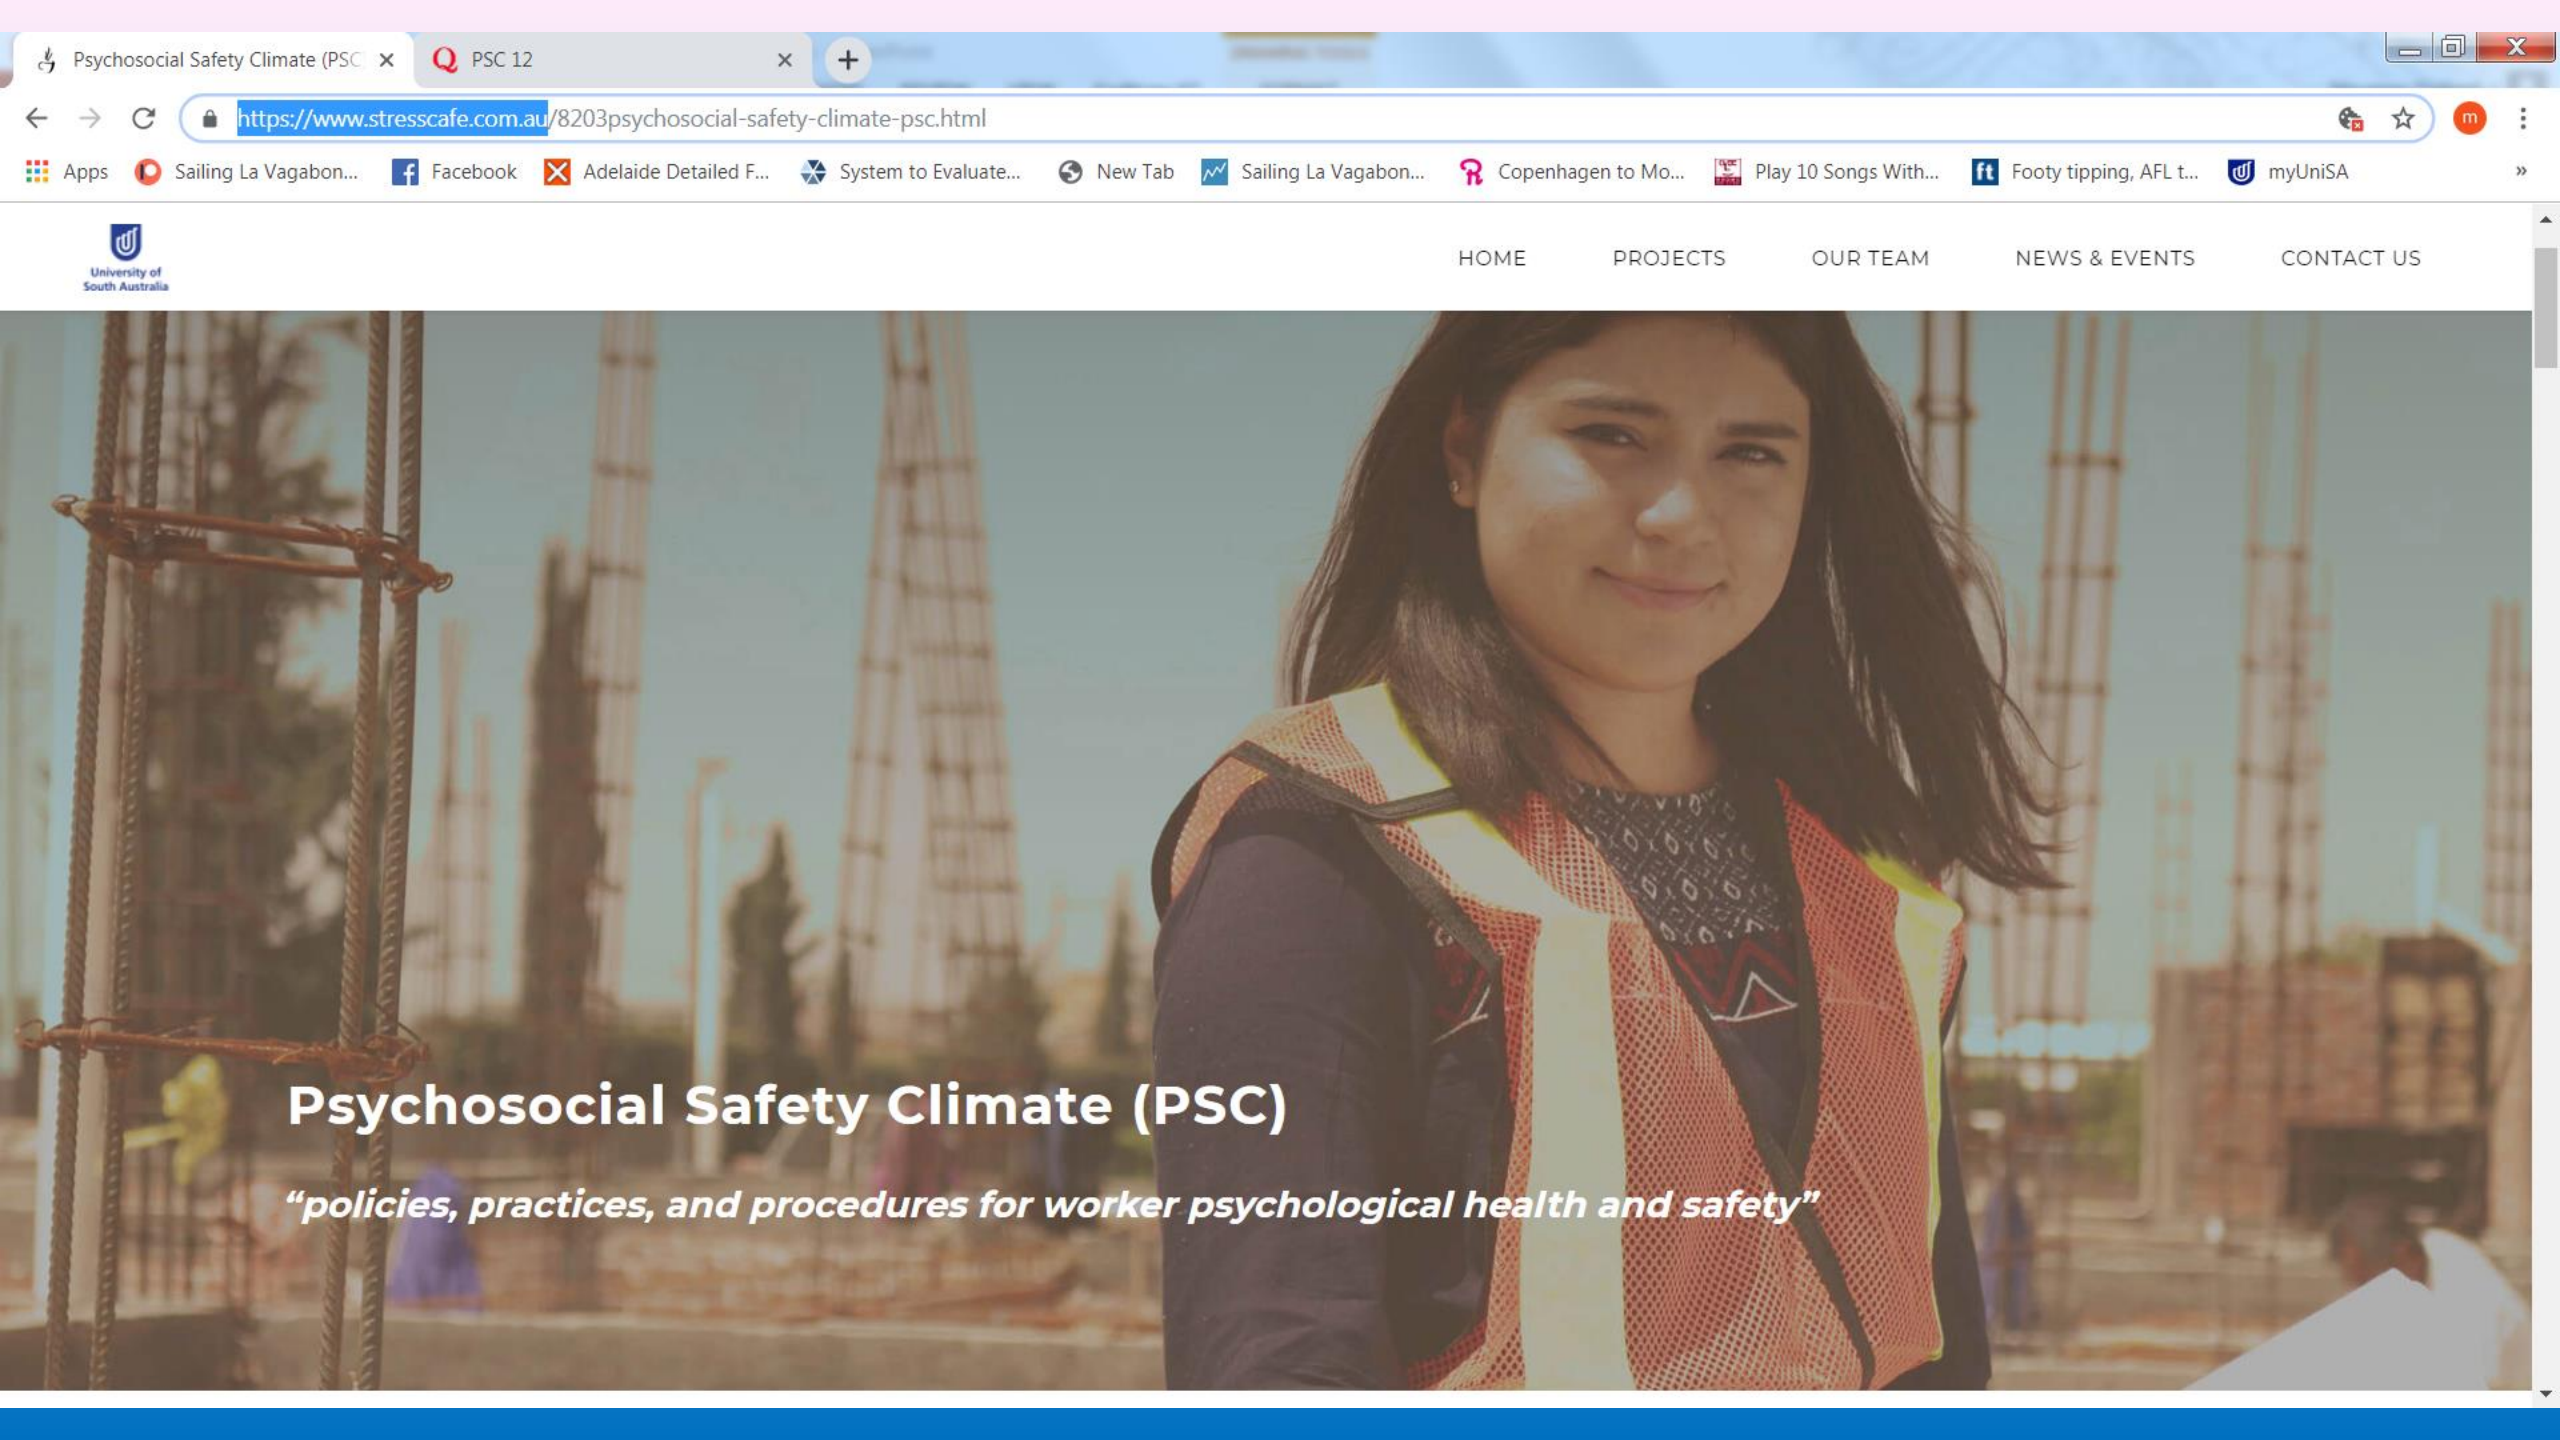 Psychosocial Safety Climate (PSC
PSC 12
https://www.stresscafe.com.au/8203psychosocial-safety-climate-psc.html
m
Apps
Sailing La Vagabon...
Facebook
Adelaide Detailed F...
System to Evaluate...
New Tab
Sailing La Vagabon...
Copenhagen to Mo...
Play 10 Songs With...
Footy tipping, AFL t...
myUniSA
University of
South Australia
HOME
PROJECTS
OUR TEAM
NEWS & EVENTS
CONTACT US
Psychosocial Safety Climate (PSC)
“policies, practices, and procedures for worker psychological health and safety”